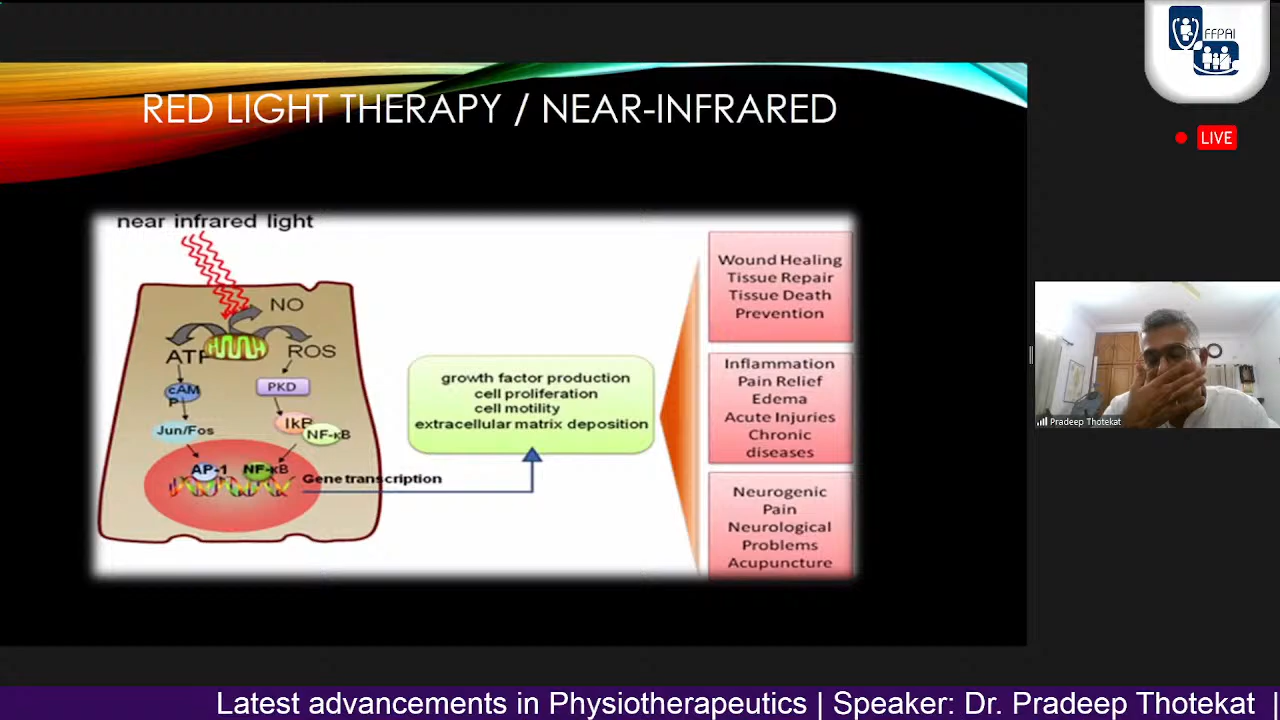 FFPAI
LIVE
RED LIGHT THERAPY / NEAR-INFRARED
near infrared light
NO
ATP
ROS
cAM
P
PKD
Jun/Fos
IkB
NF-κB
AP-1
NF-κB
Gene transcription
growth factor production
cell proliferation
cell motility
extracellular matrix deposition
Wound Healing
Tissue Repair
Tissue Death
Prevention
Inflammation
Pain Relief
Edema
Acute Injuries
Chronic
diseases
Neurogenic
Pain
Neurological
Problems
Acupuncture
Pradeep Thotekat
Latest advancements in Physiotherapeutics | Speaker: Dr. Pradeep Thotekat